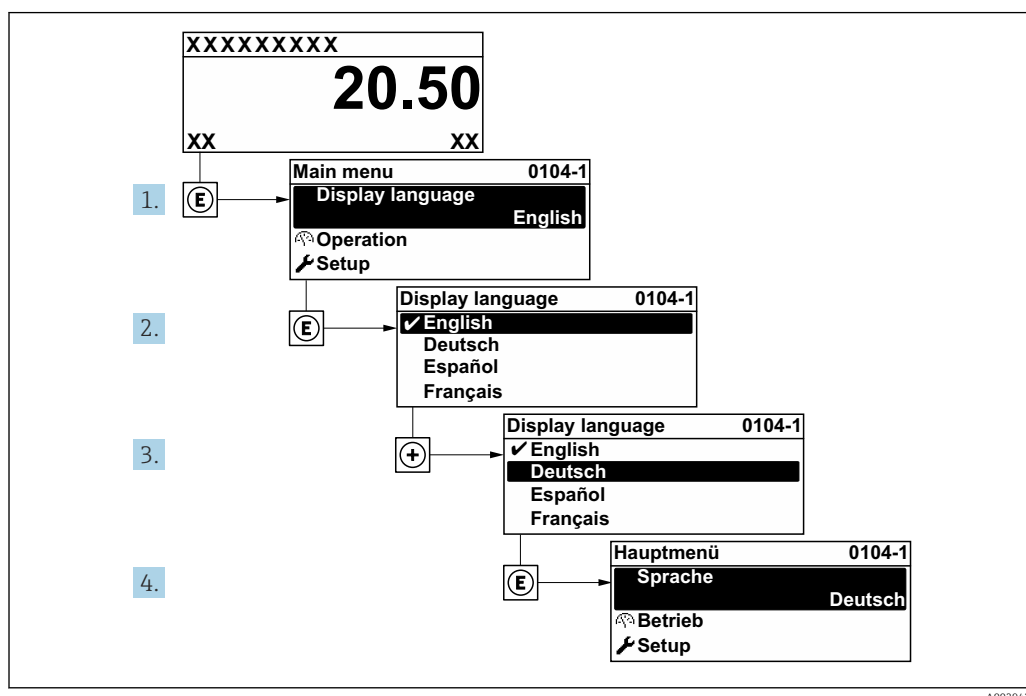 XXXXXXXXX
20.50
XX XX
1. E
Main menu 0104-1
Display language
English
Operation
Setup
2. E
Display language 0104-1
✔ English
Deutsch
Español
Français
3. +
Display language 0104-1
✔ English
Deutsch
Español
Français
4. E
Hauptmenü 0104-1
Sprache
Deutsch
Betrieb
Setup